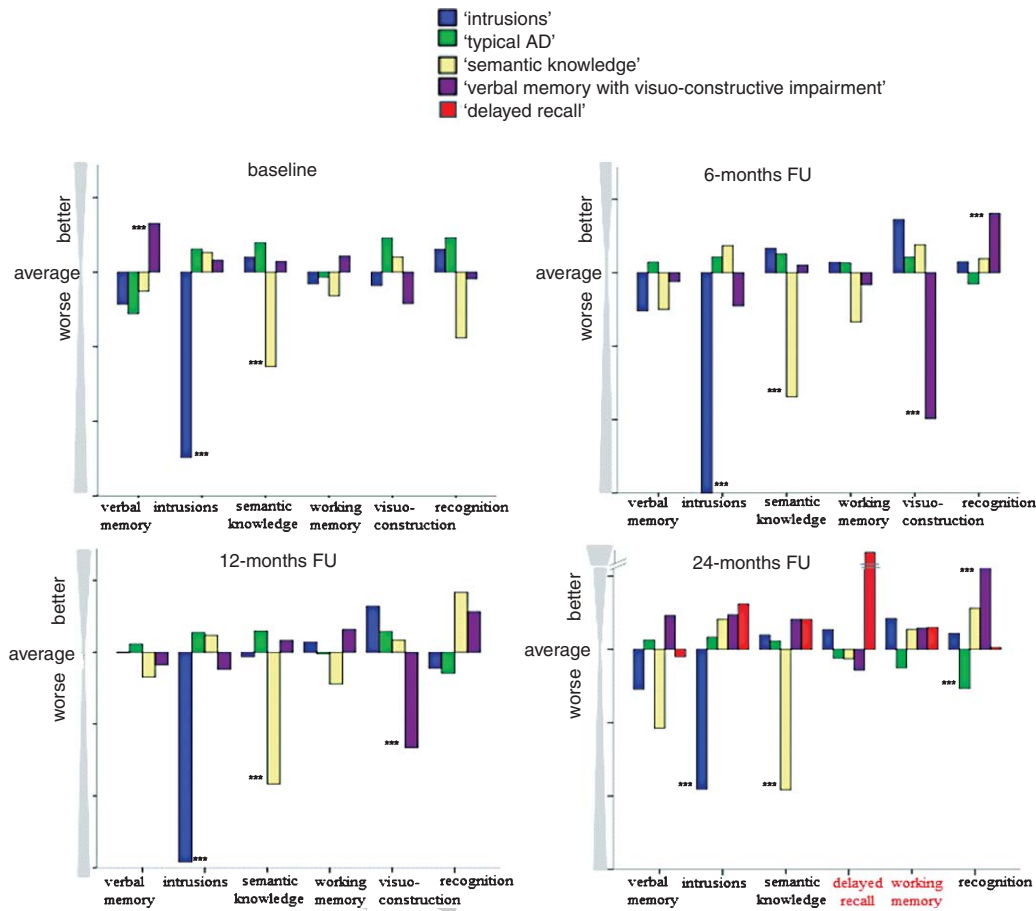 'intrusions'
'typical AD'
'semantic knowledge'
'verbal memory with visuo-constructive impairment'
'delayed recall'
baseline
better
average
worse
***
***
***
verbal memory
intrusions
semantic knowledge
working memory
visuo-construction
recognition
6-months FU
better
average
worse
***
***
***
***
verbal memory
intrusions
semantic knowledge
working memory
visuo-construction
recognition
12-months FU
better
average
worse
***
***
***
verbal memory
intrusions
semantic knowledge
working memory
visuo-construction
recognition
24-months FU
better
average
worse
***
***
***
***
verbal memory
intrusions
semantic knowledge
delayed recall
working memory
recognition